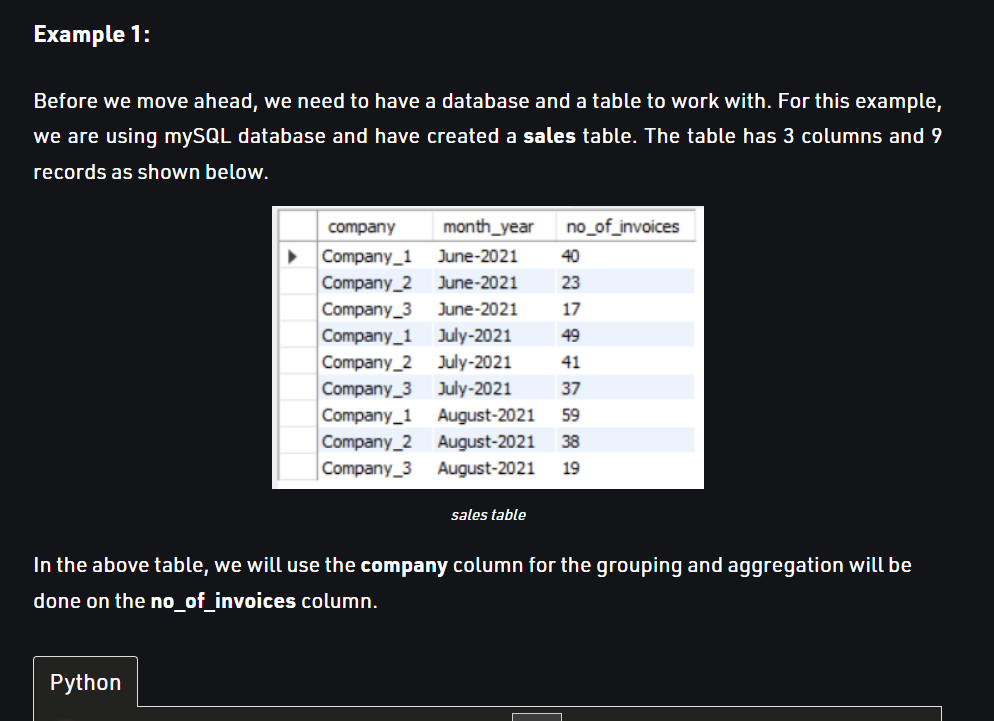 Example 1:
Before we move ahead, we need to have a database and a table to work with. For this example,
we are using mySQL database and have created a sales table. The table has 3 columns and 9
records as shown below.
company month_year no_of_invoices
Company_1 June-2021 40
Company_2 June-2021 23
Company_3 June-2021 17
Company_1 July-2021 49
Company_2 July-2021 41
Company_3 July-2021 37
Company_1 August-2021 59
Company_2 August-2021 38
Company_3 August-2021 19
sales table
In the above table, we will use the company column for the grouping and aggregation will be
done on the no_of_invoices column.
Python